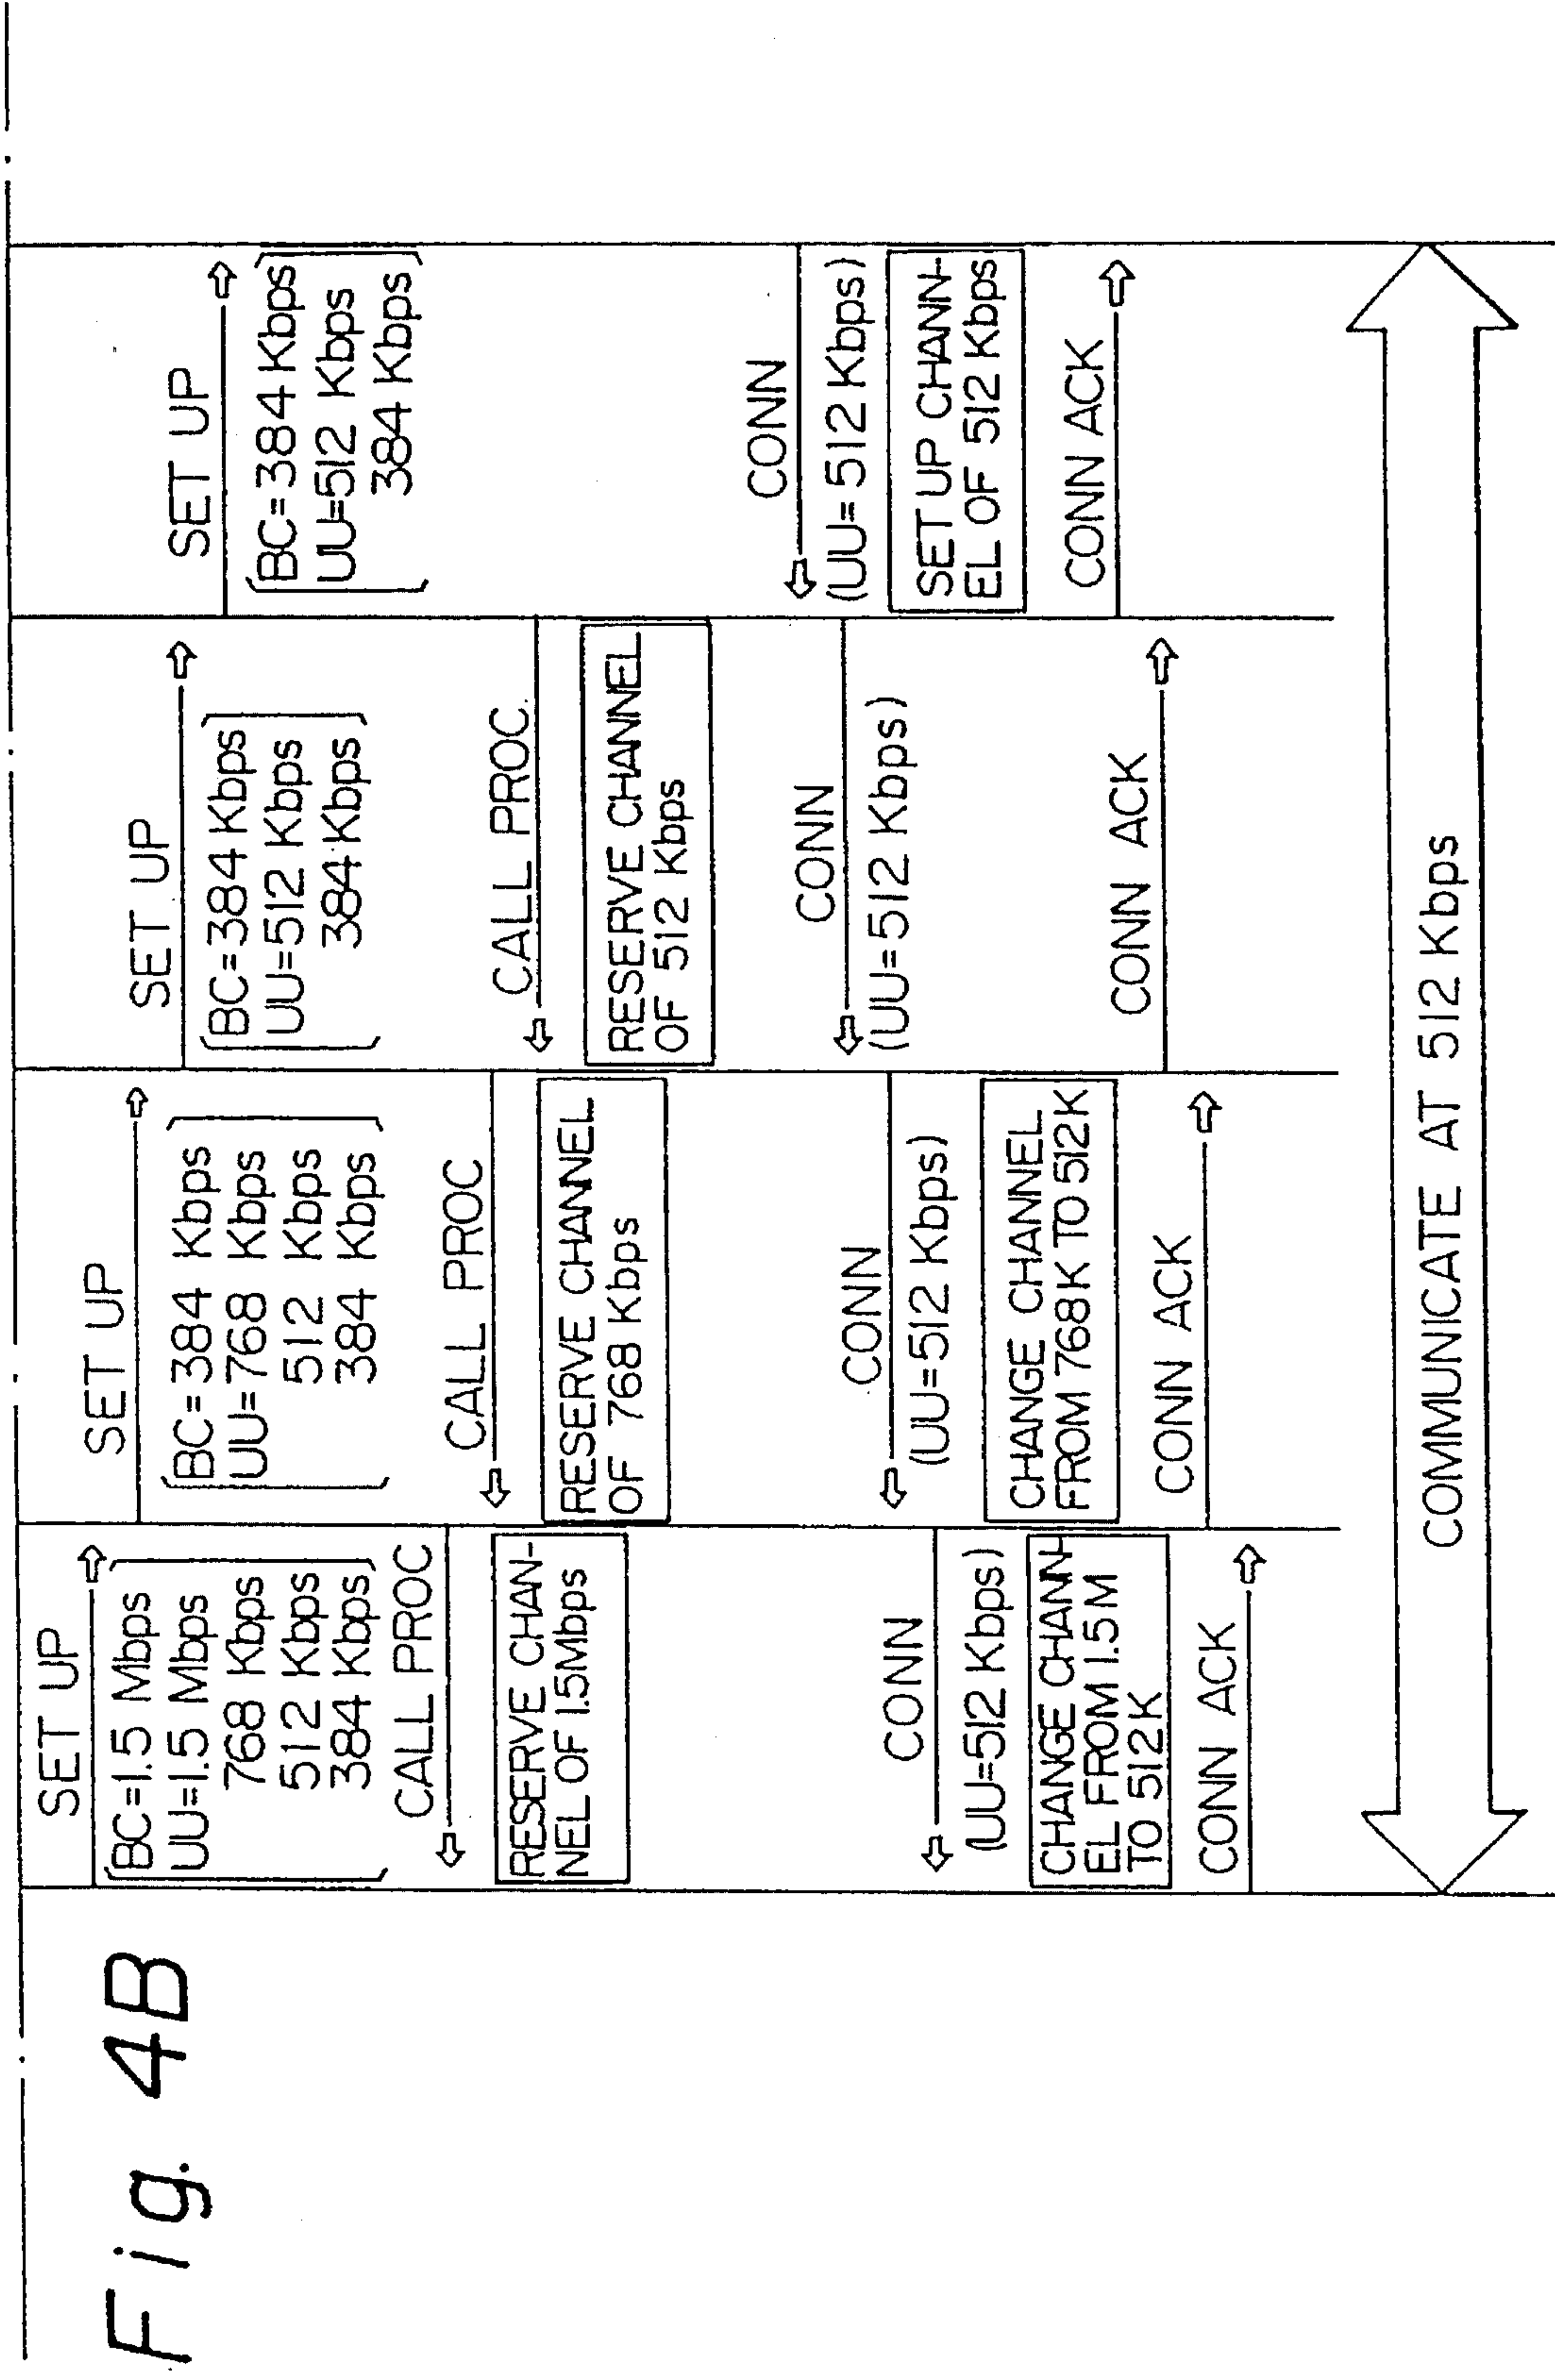 Fig. 4B
SET UP
BC=1.5 Mbps
UU=1.5 Mbps
768 Kbps
512 Kbps
384 Kbps
CALL PROC
RESERVE CHAN-
NEL OF 1.5Mbps
CONN
(UU=512 Kbps)
CHANGE CHANN-
EL FROM 1.5M
TO 512K
CONN ACK
SET UP
BC=384 Kbps
UU=768 Kbps
512 Kbps
384 Kbps
CALL PROC
RESERVE CHANNEL
OF 768 Kbps
CONN
(UU=512 Kbps)
CHANGE CHANNEL
FROM 768K TO 512K
CONN ACK
SET UP
BC=384 Kbps
UU=512 Kbps
384 Kbps
CALL PROC.
RESERVE CHANNEL
OF 512 Kbps
CONN
(UU=512 Kbps)
CONN ACK
SET UP
BC=384 Kbps
UU=512 Kbps
384 Kbps
CONN
(UU=512 Kbps)
SET UP CHANN-
EL OF 512 Kbps
CONN ACK
COMMUNICATE AT 512 Kbps